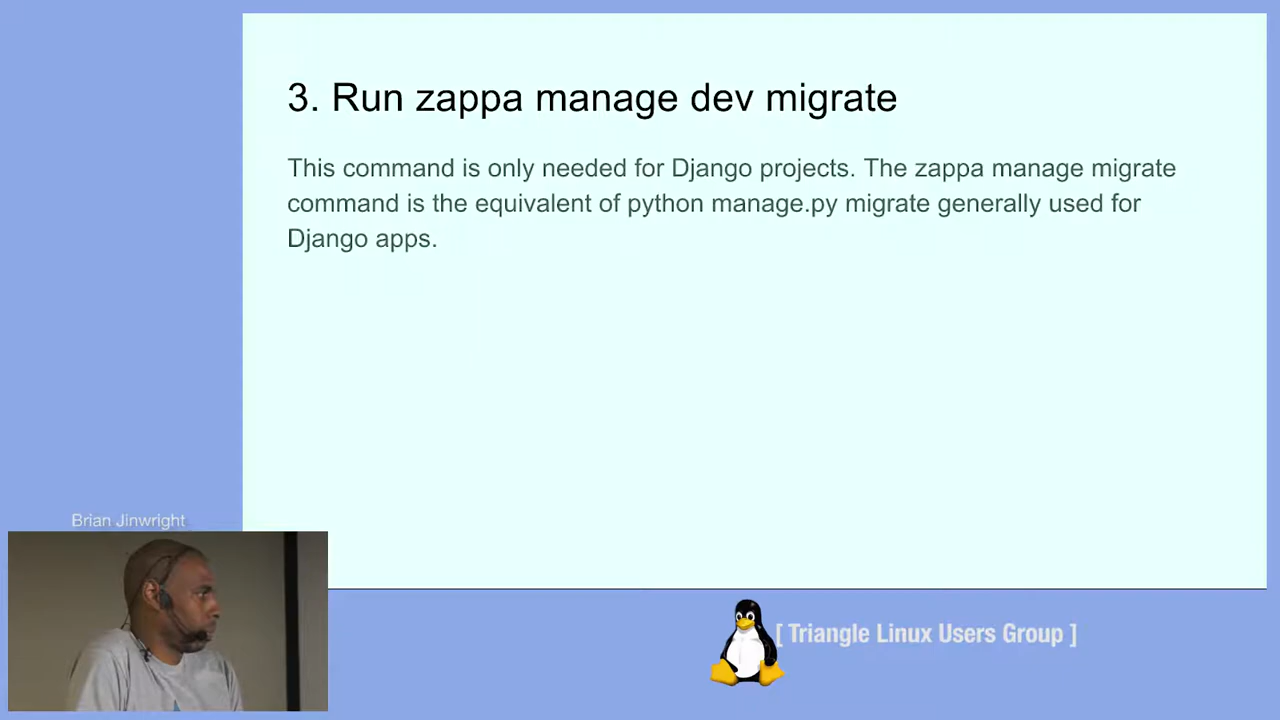 3. Run zappa manage dev migrate
This command is only needed for Django projects. The zappa manage migrate
command is the equivalent of python manage.py migrate generally used for
Django apps.
Brian Jinwright
[ Triangle Linux Users Group ]